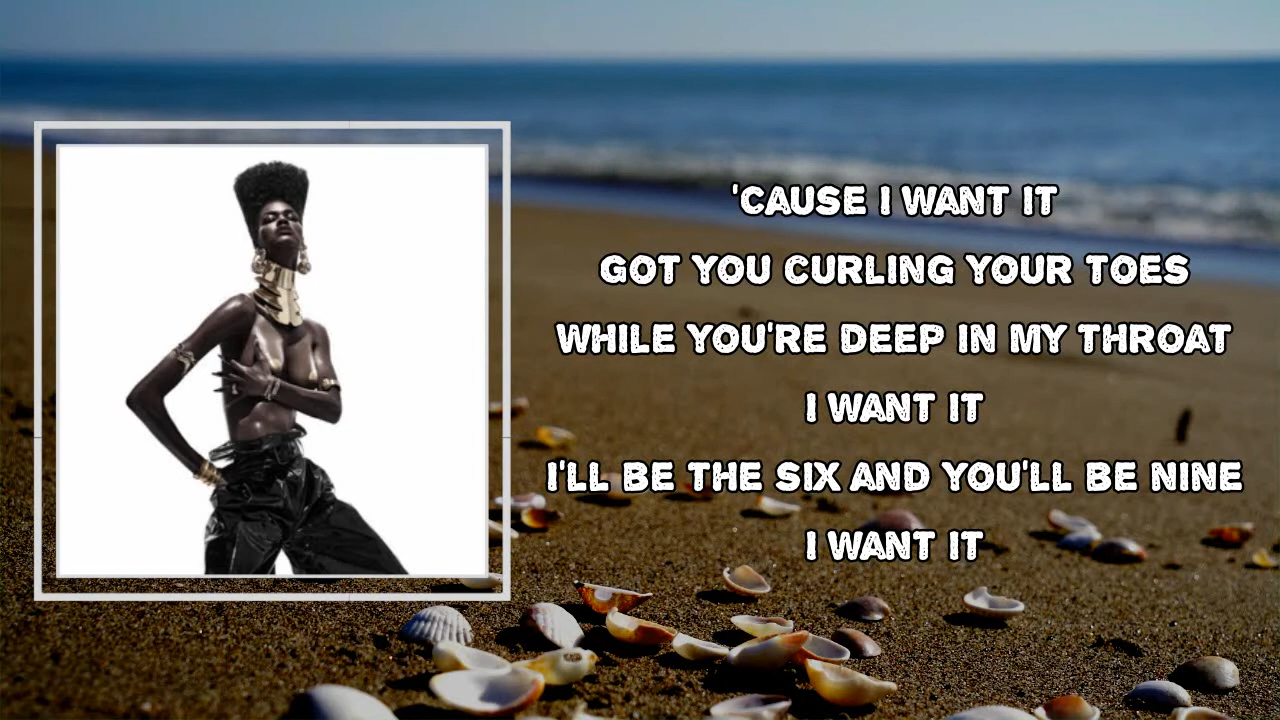 'CAUSE I WANT IT
GOT YOU CURLING YOUR TOES
WHILE YOU'RE DEEP IN MY THROAT
I WANT IT
I'LL BE THE SIX AND YOU'LL BE NINE
I WANT IT